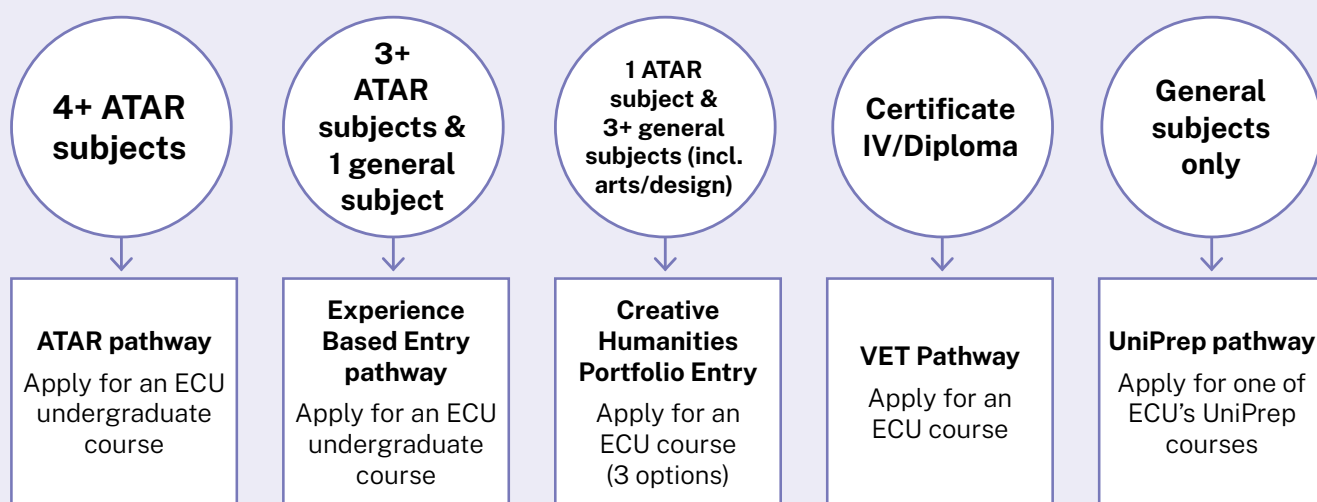 4+ ATAR
subjects
3+
ATAR
subjects &
1 general
subject
1 ATAR
subject &
3+ general
subjects (incl.
arts/design)
Certificate
IV/Diploma
General
subjects
only
ATAR pathway
Apply for an ECU
undergraduate
course
Experience
Based Entry
pathway
Apply for an ECU
undergraduate
course
Creative
Humanities
Portfolio Entry
Apply for an
ECU course
(3 options)
VET Pathway
Apply for an
ECU course
UniPrep pathway
Apply for one of
ECU's UniPrep
courses